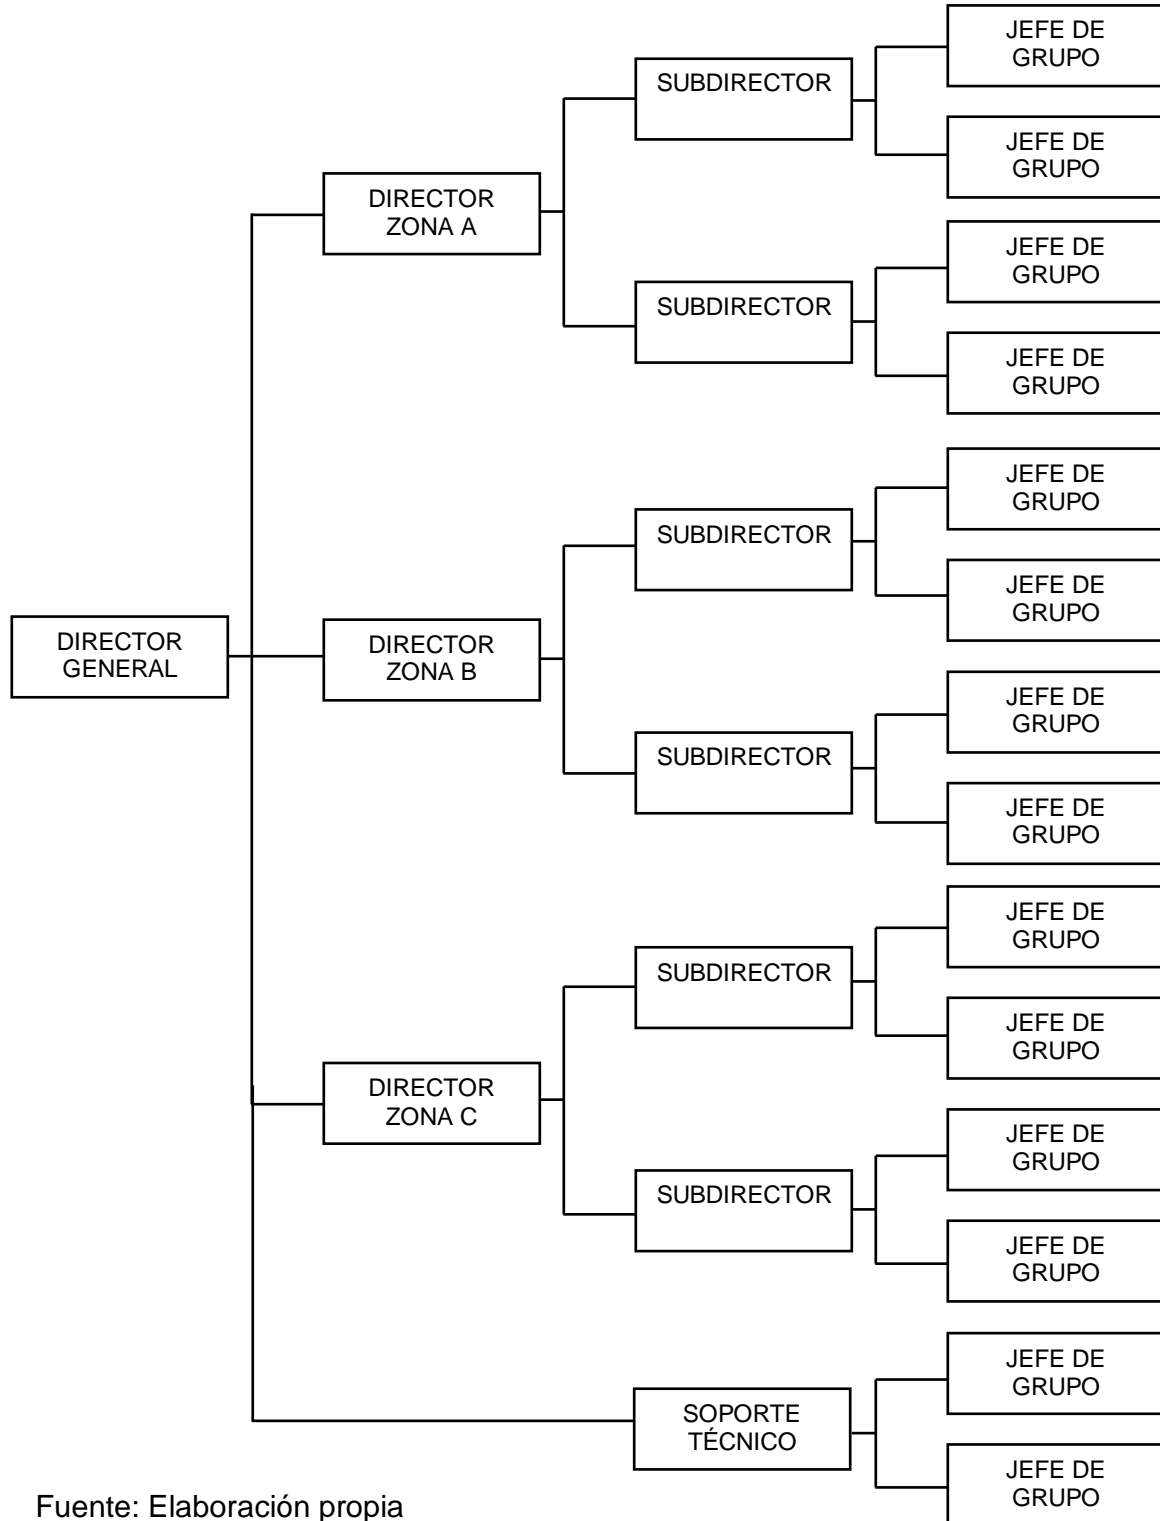 JEFE DE
GRUPO
SUBDIRECTOR
JEFE DE
GRUPO
DIRECTOR
ZONA A
JEFE DE
GRUPO
SUBDIRECTOR
JEFE DE
GRUPO
JEFE DE
GRUPO
SUBDIRECTOR
JEFE DE
GRUPO
DIRECTOR
GENERAL
DIRECTOR
ZONA B
JEFE DE
GRUPO
SUBDIRECTOR
JEFE DE
GRUPO
JEFE DE
GRUPO
SUBDIRECTOR
JEFE DE
GRUPO
DIRECTOR
ZONA C
JEFE DE
GRUPO
SUBDIRECTOR
JEFE DE
GRUPO
JEFE DE
GRUPO
SOPORTE
TÉCNICO
JEFE DE
GRUPO
Fuente: Elaboración propia